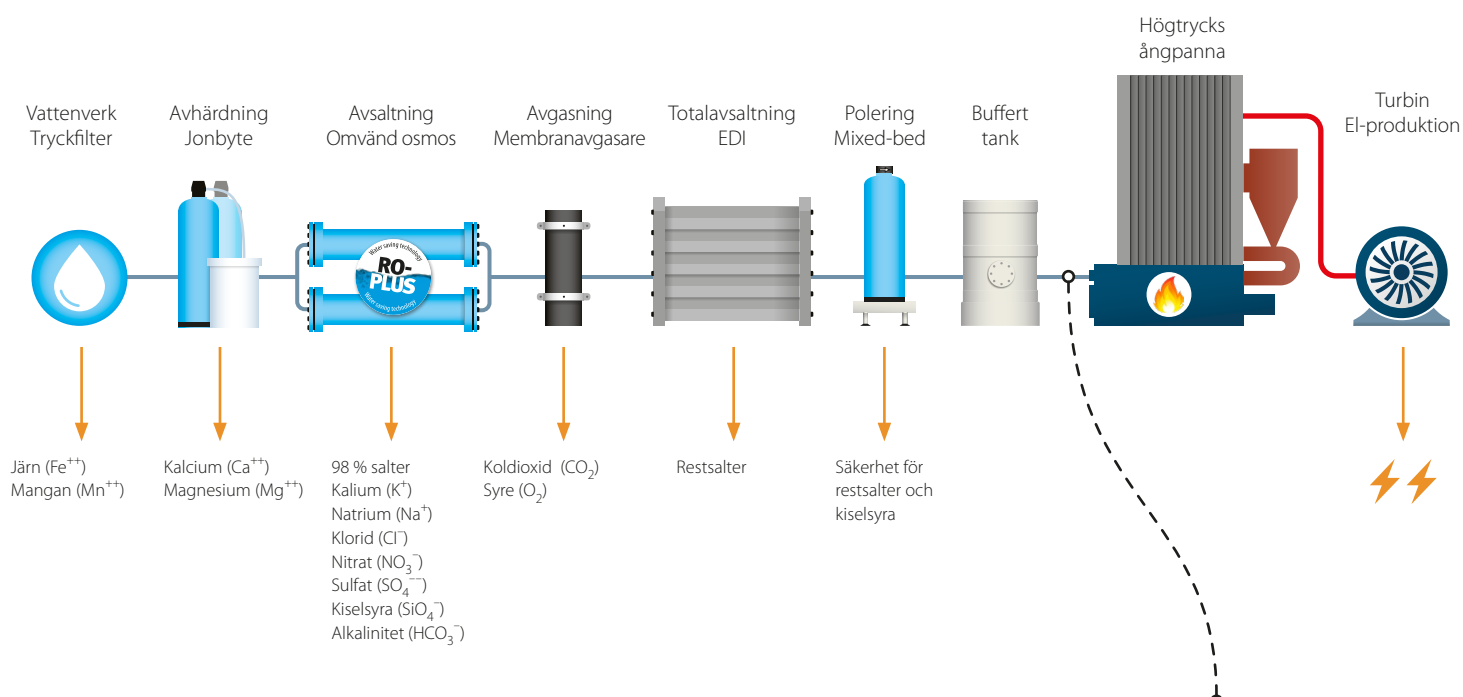 Vattenverk
Tryckfilter
Avhärdning
Jonbyte
Avsaltning
Omvänd osmos
Avgasning
Membranavgasare
Totalavsaltning
EDI
Polering
Mixed-bed
Buffert
tank
Högtrycks
ångpanna
Turbin
El-produktion
Water saving technology
RO-
PLUS
Water saving technology
Järn (Fe⁺⁺)
Mangan (Mn⁺⁺)
Kalcium (Ca⁺⁺)
Magnesium (Mg⁺⁺)
98 % salter
Kalium (K⁺)
Natrium (Na⁺)
Klorid (Cl⁻)
Nitrat (NO₃⁻)
Sulfat (SO₄⁻⁻)
Kiselsyra (SiO₄⁻)
Alkalinitet (HCO₃⁻)
Koldioxid (CO₂)
Syre (O₂)
Restsalter
Säkerhet för
restsalter och
kiselsyra